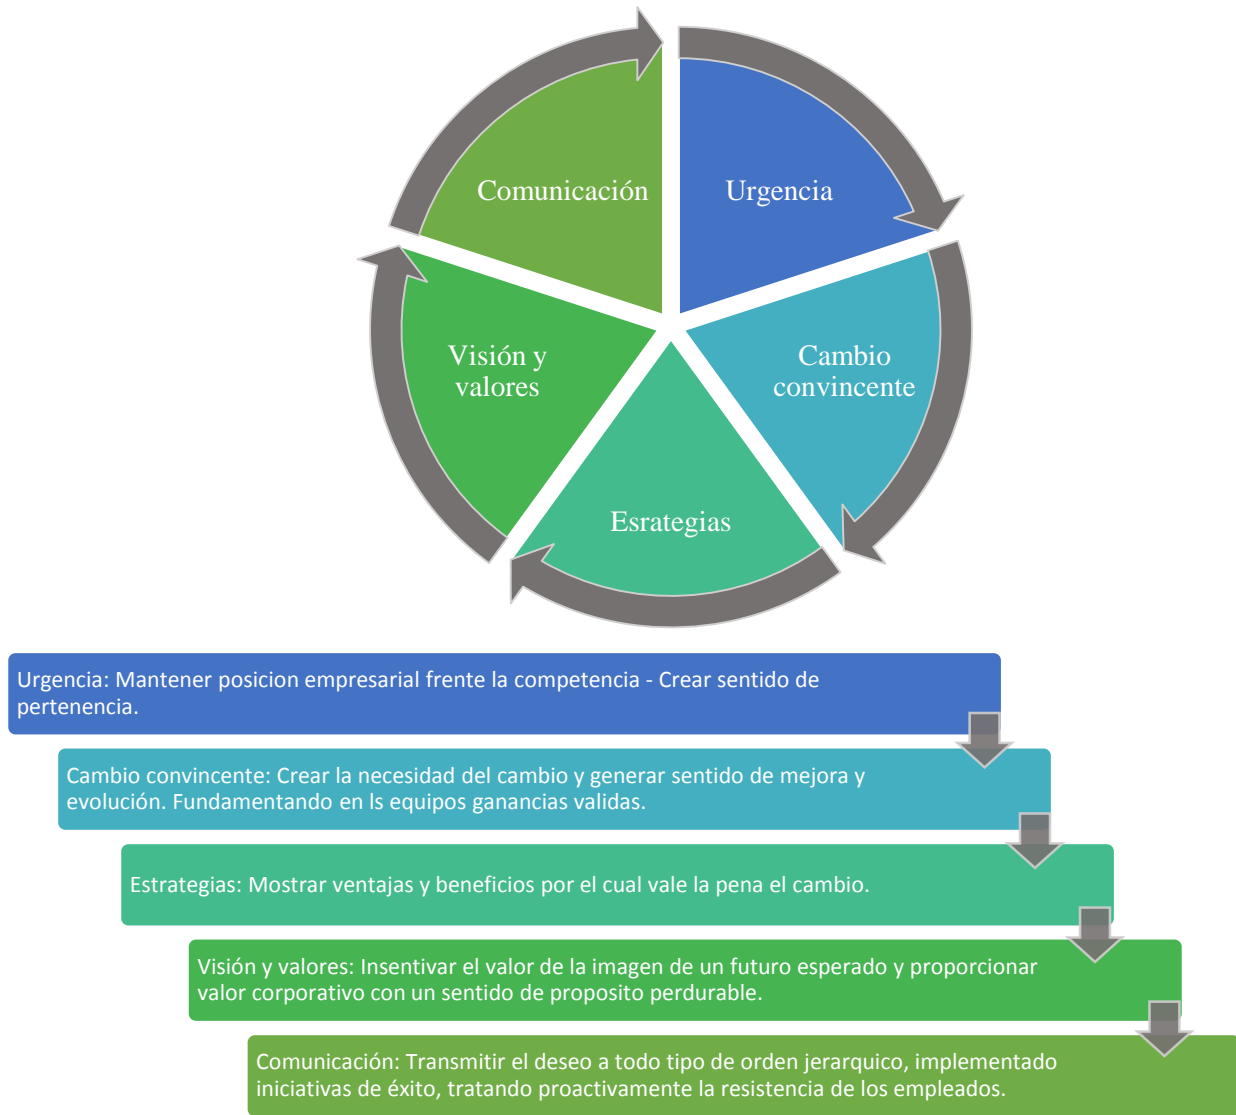 Comunicación
Urgencia
Visión y
valores
Cambio
convincente
Esrategias
Urgencia: Mantener posicion empresarial frente la competencia - Crear sentido de
pertenencia.
Cambio convincente: Crear la necesidad del cambio y generar sentido de mejora y
evolución. Fundamentando en ls equipos ganancias validas.
Estrategias: Mostrar ventajas y beneficios por el cual vale la pena el cambio.
Visión y valores: Insentivar el valor de la imagen de un futuro esperado y proporcionar
valor corporativo con un sentido de proposito perdurable.
Comunicación: Transmitir el deseo a todo tipo de orden jerarquico, implementado
iniciativas de éxito, tratando proactivamente la resistencia de los empleados.